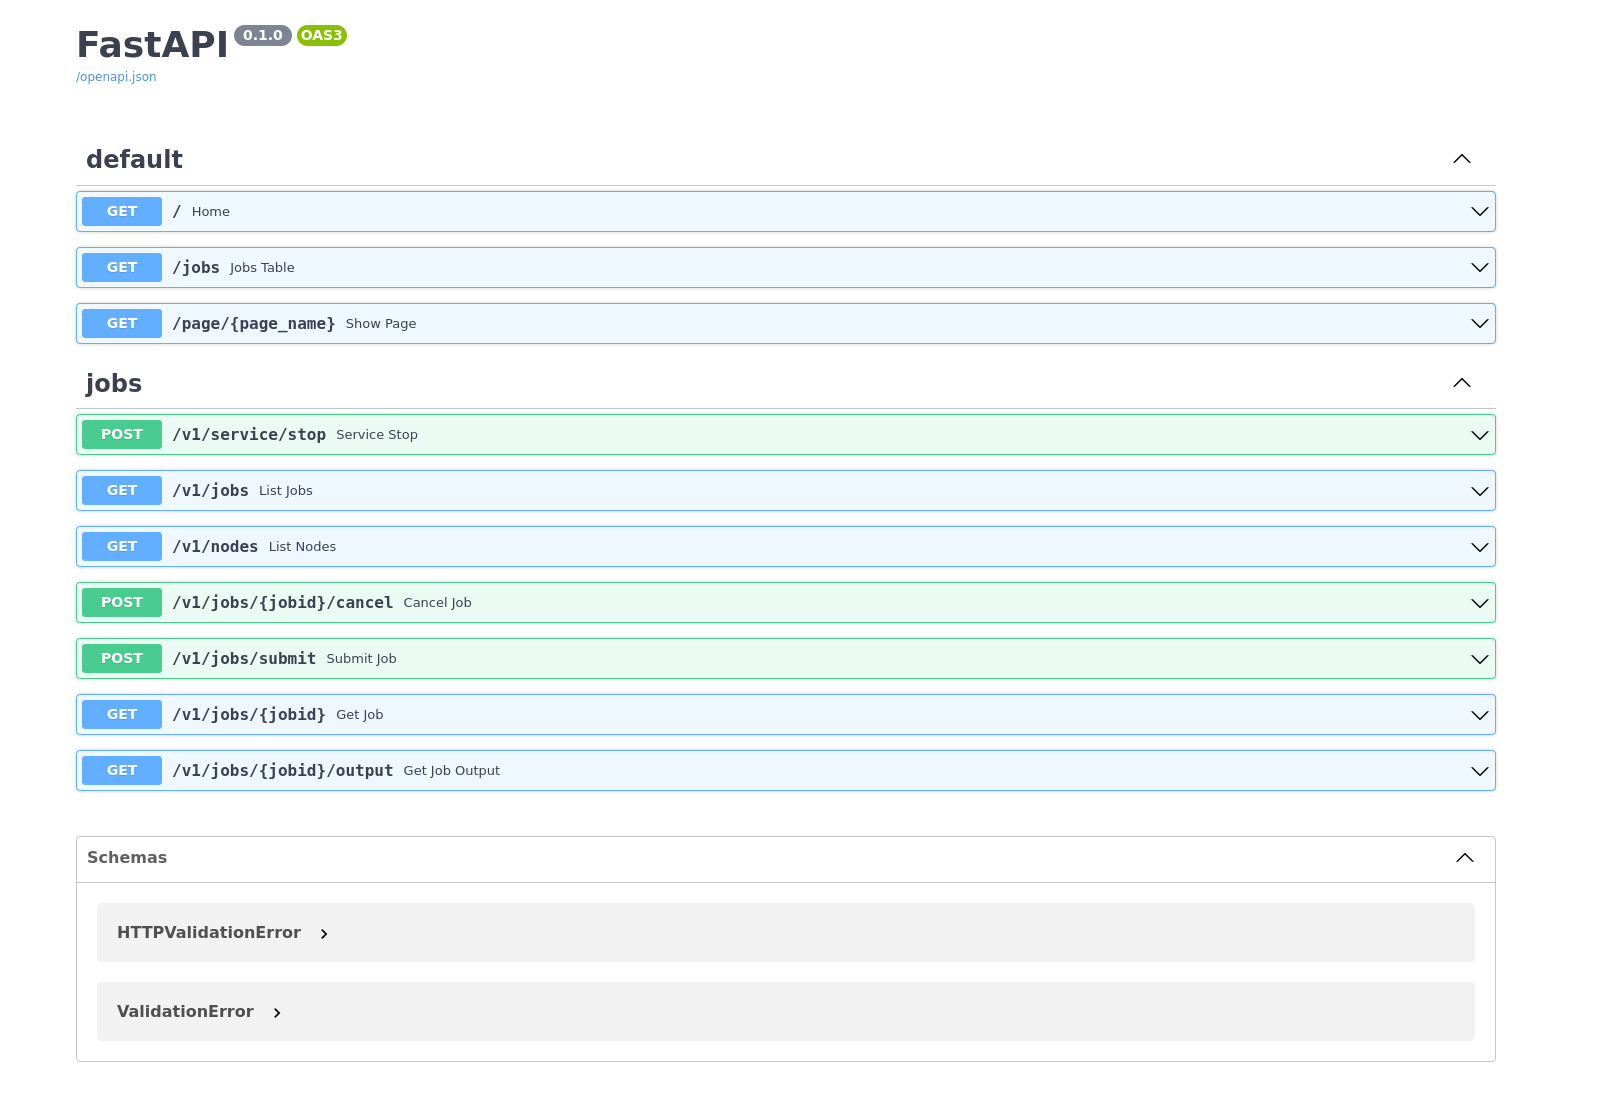 FastAPI 0.1.0 OAS3
/openapi.json
default
GET / Home
GET /jobs Jobs Table
GET /page/{page_name} Show Page
jobs
POST /v1/service/stop Service Stop
GET /v1/jobs List Jobs
GET /v1/nodes List Nodes
POST /v1/jobs/{jobid}/cancel Cancel Job
POST /v1/jobs/submit Submit Job
GET /v1/jobs/{jobid} Get Job
GET /v1/jobs/{jobid}/output Get Job Output
Schemas
HTTPValidationError
ValidationError